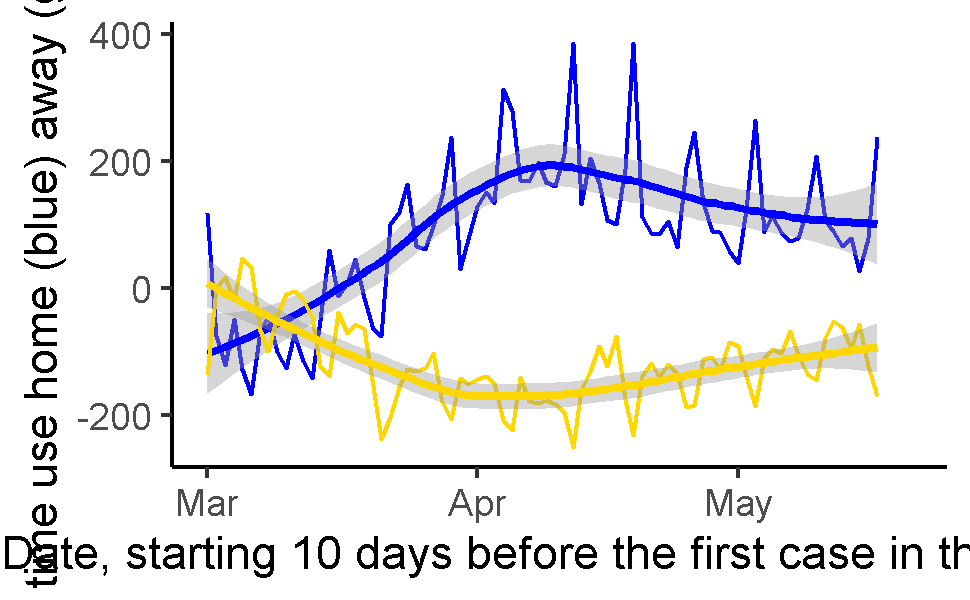 400
200
0
-200
Mar Apr May
time use home (blue) away (
Date, starting 10 days before the first case in th